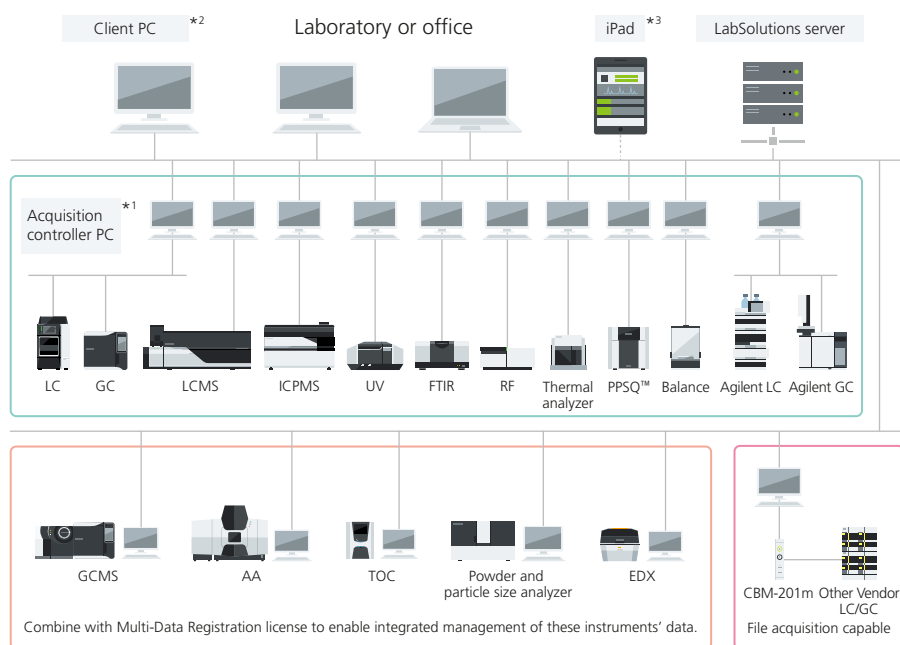 Client PC *2
Laboratory or office
iPad *3
LabSolutions server
Acquisition
controller PC *1
LC
GC
LCMS
ICPMS
UV
FTIR
RF
Thermal
analyzer
PPSQ™
Balance
Agilent LC
Agilent GC
GCMS
AA
TOC
Powder and
particle size analyzer
EDX
Combine with Multi-Data Registration license to enable integrated management of these instruments' data.
CBM-201m
Other Vendor
LC/GC
File acquisition capable